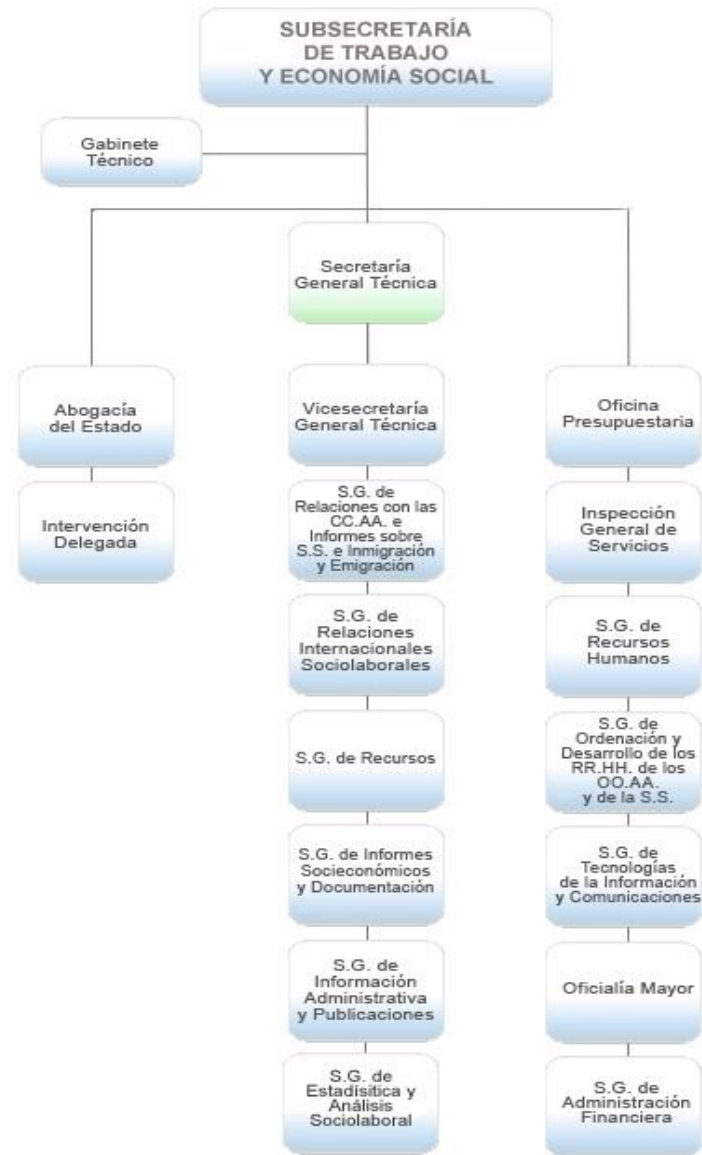 SUBSECRETARÍA
DE TRABAJO
Y ECONOMÍA SOCIAL
Gabinete
Técnico
Secretaría
General Técnica
Abogacía
del Estado
Intervención
Delegada
Vicesecretaría
General Técnica
S.G. de
Relaciones con las
CC.AA. e
Informes sobre
S.S. e Inmigración
y Emigración
S.G. de
Relaciones
Internacionales
Sociolaborales
S.G. de Recursos
S.G. de Informes
Socieconómicos
y Documentación
S.G. de
Información
Administrativa
y Publicaciones
S.G. de
Estadísitica y
Análisis
Sociolaboral
Oficina
Presupuestaria
Inspección
General de
Servicios
S.G. de
Recursos
Humanos
S.G. de
Ordenación y
Desarrollo de los
RR.HH. de los
OO.AA.
y de la S.S.
S.G. de
Tecnologías
de la Información
y Comunicaciones
Oficialía Mayor
S.G. de
Administración
Financiera